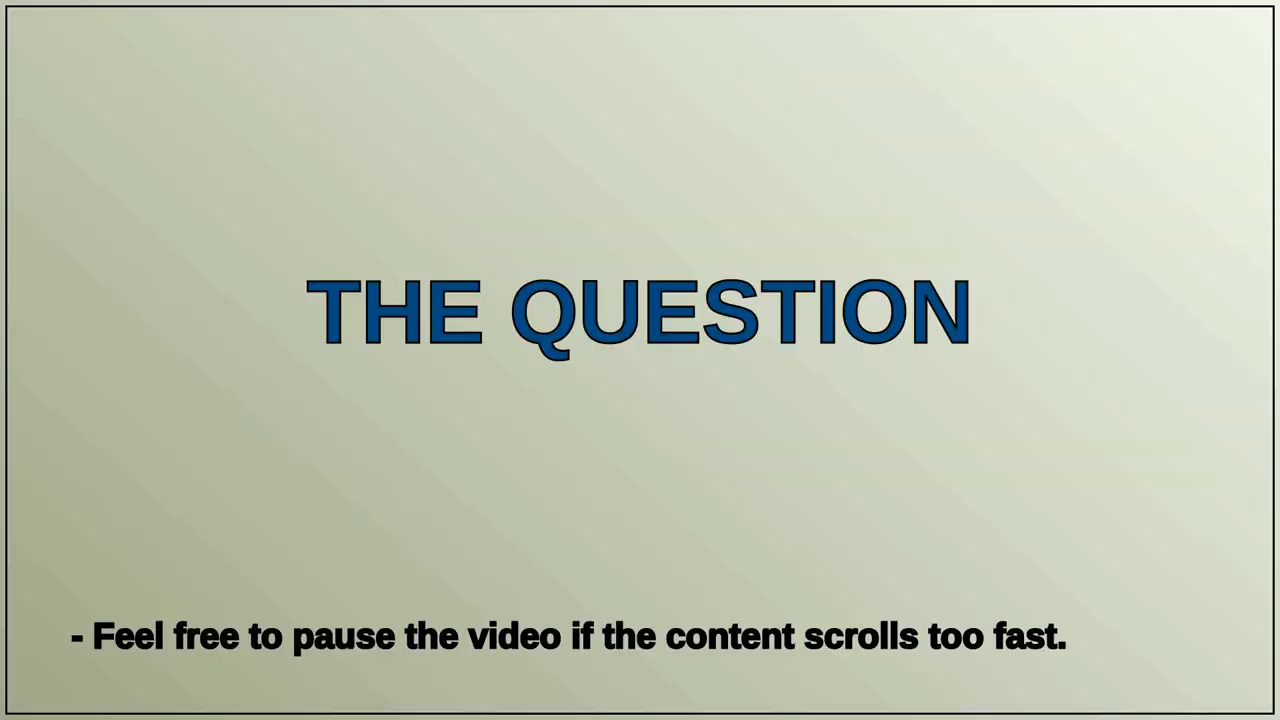 THE QUESTION
- Feel free to pause the video if the content scrolls too fast.